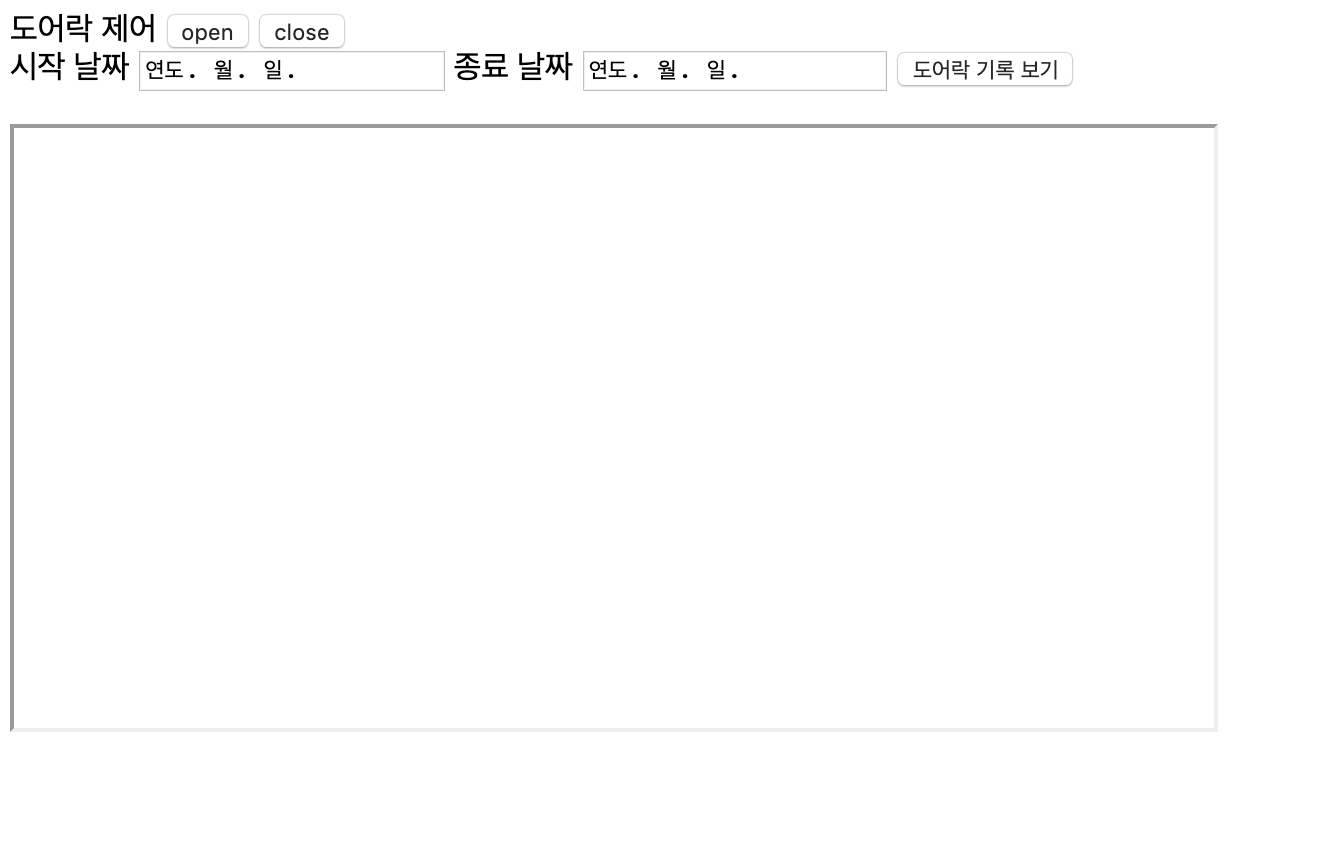 도어락 제어 open close
시작 날짜 연도. 월. 일. 종료 날짜 연도. 월. 일. 도어락 기록 보기